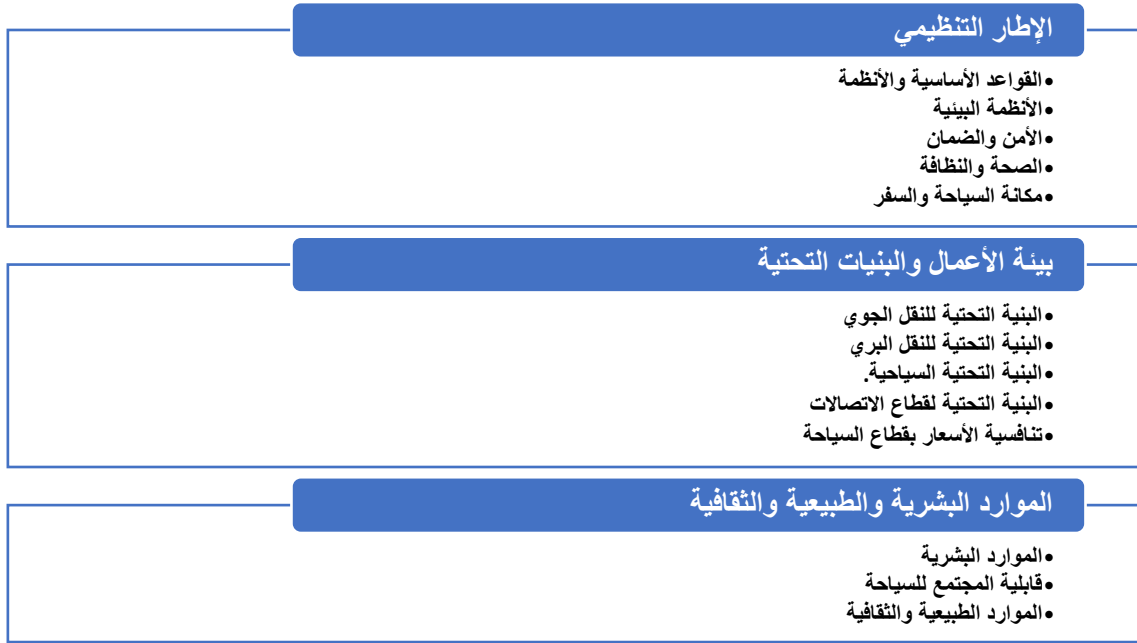 الإطار التنظيمي
•القواعد الأساسية والأنظمة
•الأنظمة البيئية
•الأمن والضمان
•الصحة والنظافة
•مكانة السياحة والسفر
بيئة الأعمال والبنيات التحتية
•البنية التحتية للنقل الجوي
•البنية التحتية للنقل البري
•البنية التحتية السياحية.
•البنية التحتية لقطاع الاتصالات
•تنافسية الأسعار بقطاع السياحة
الموارد البشرية والطبيعية والثقافية
•الموارد البشرية
•قابلية المجتمع للسياحة
•الموارد الطبيعية والثقافية